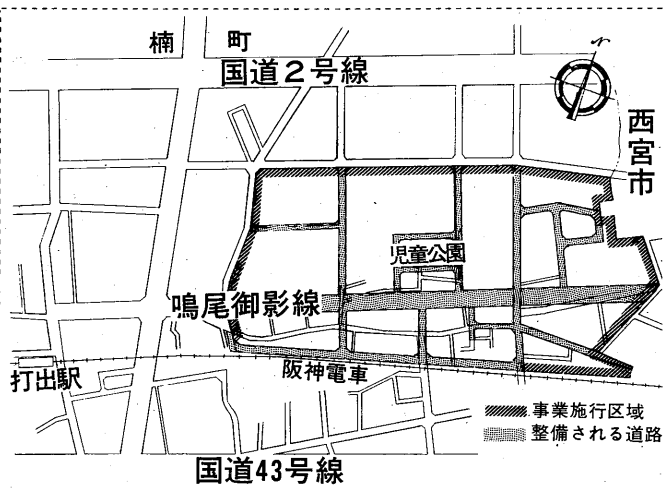 楠町
国道2号線
西宮市
児童公園
鳴尾御影線
打出駅
阪神電車
事業施行区域
整備される道路
国道43号線